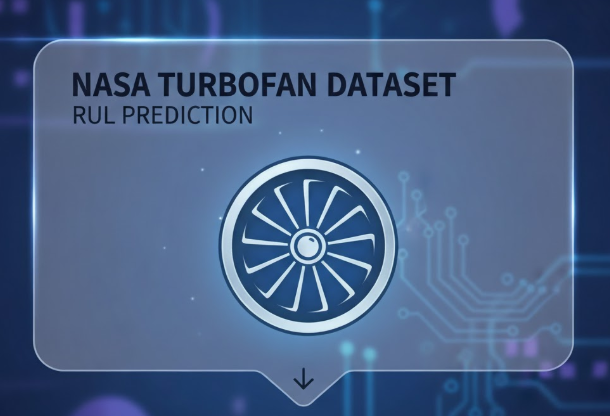 NASA TURBOFAN DATASET
RUL PREDICTION